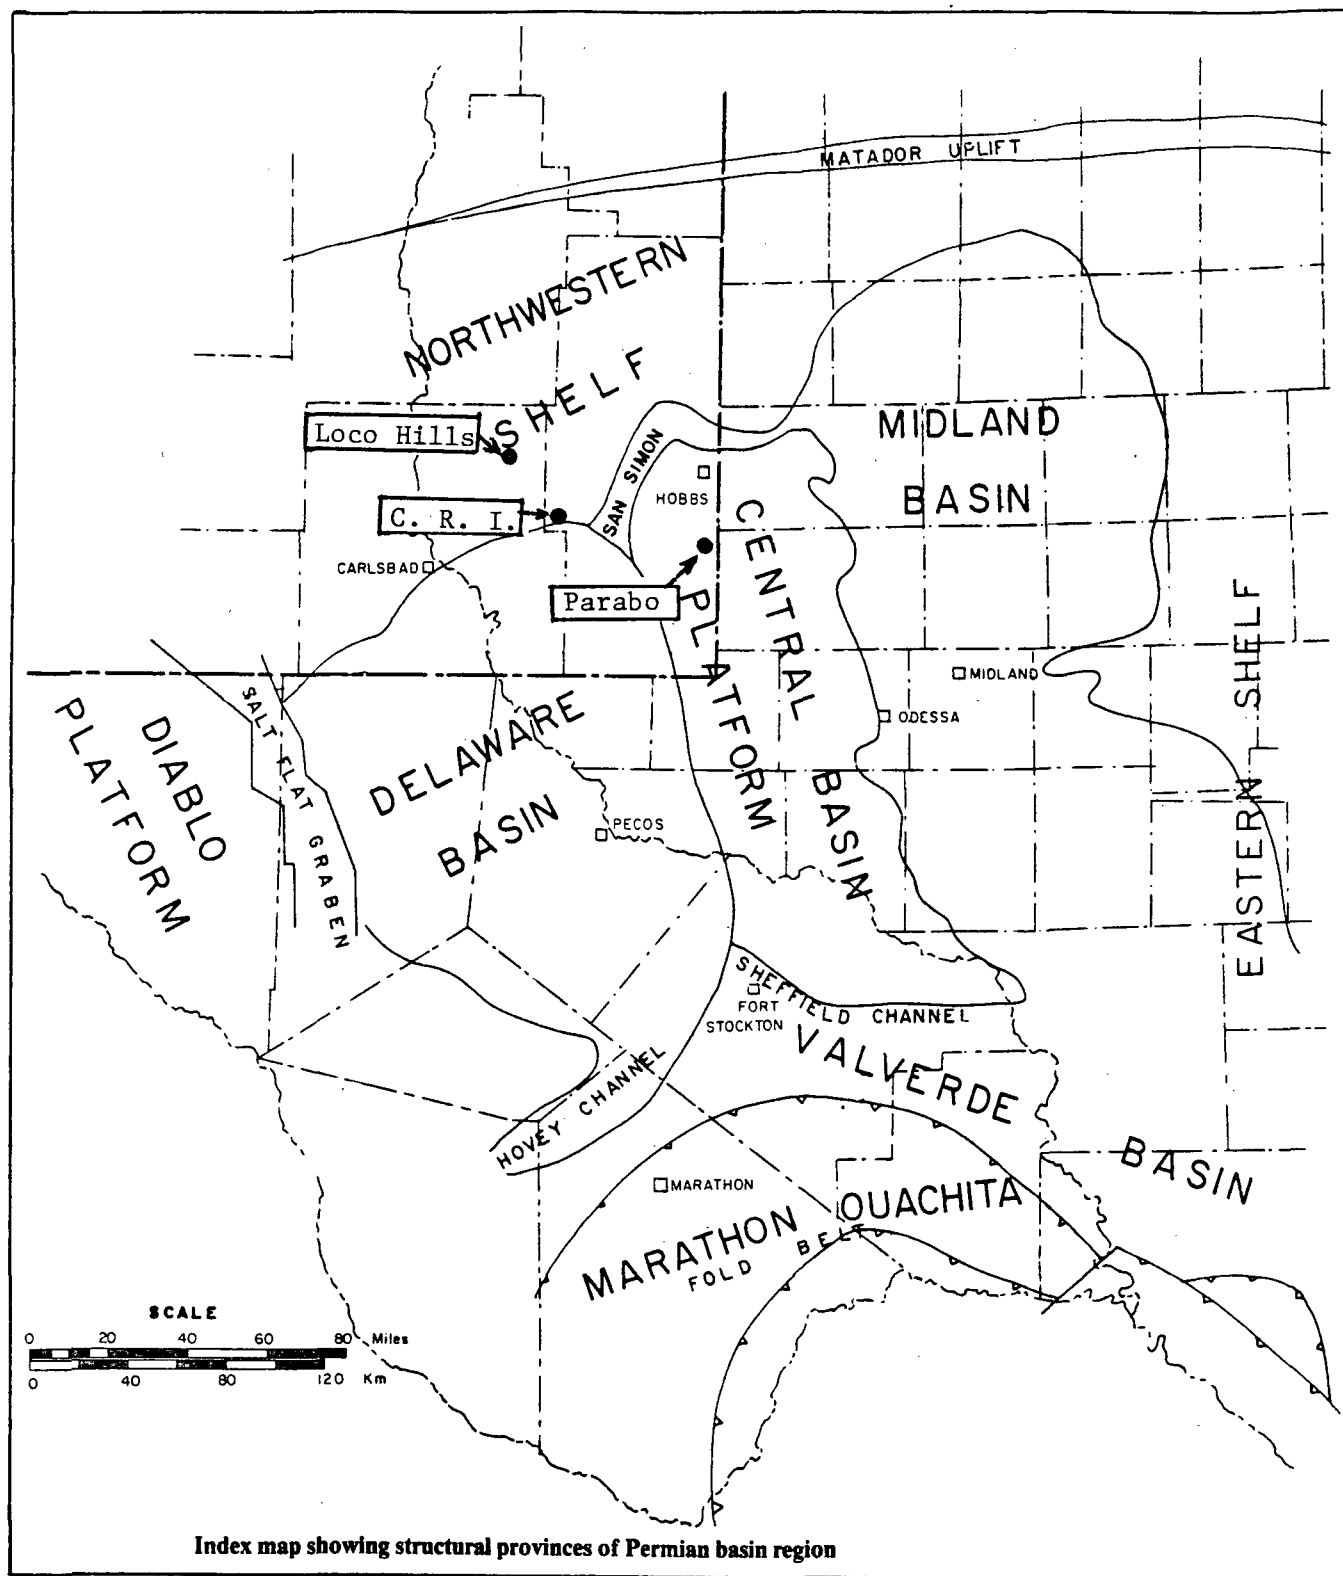 MATADOR UPLIFT
NORTHWESTERN
SHELF
Loco Hills
C. R. I.
SAN SIMON
HOBBS
MIDLAND
BASIN
CARLSBAD
Parabo
CENTRAL
BASIN
PLATFORM
EASTERN SHELF
MIDLAND
ODESSA
DIABLO
PLATFORM
SALT FLAT GRABEN
DELAWARE
BASIN
PECOS
SHEFFIELD CHANNEL
FORT
STOCKTON
VALVERDE
BASIN
HOVEY CHANNEL
MARATHON
MARATHON OUACHITA
FOLD BELT
SCALE
0 20 40 60 80 Miles
0 40 80 120 Km
Index map showing structural provinces of Permian basin region